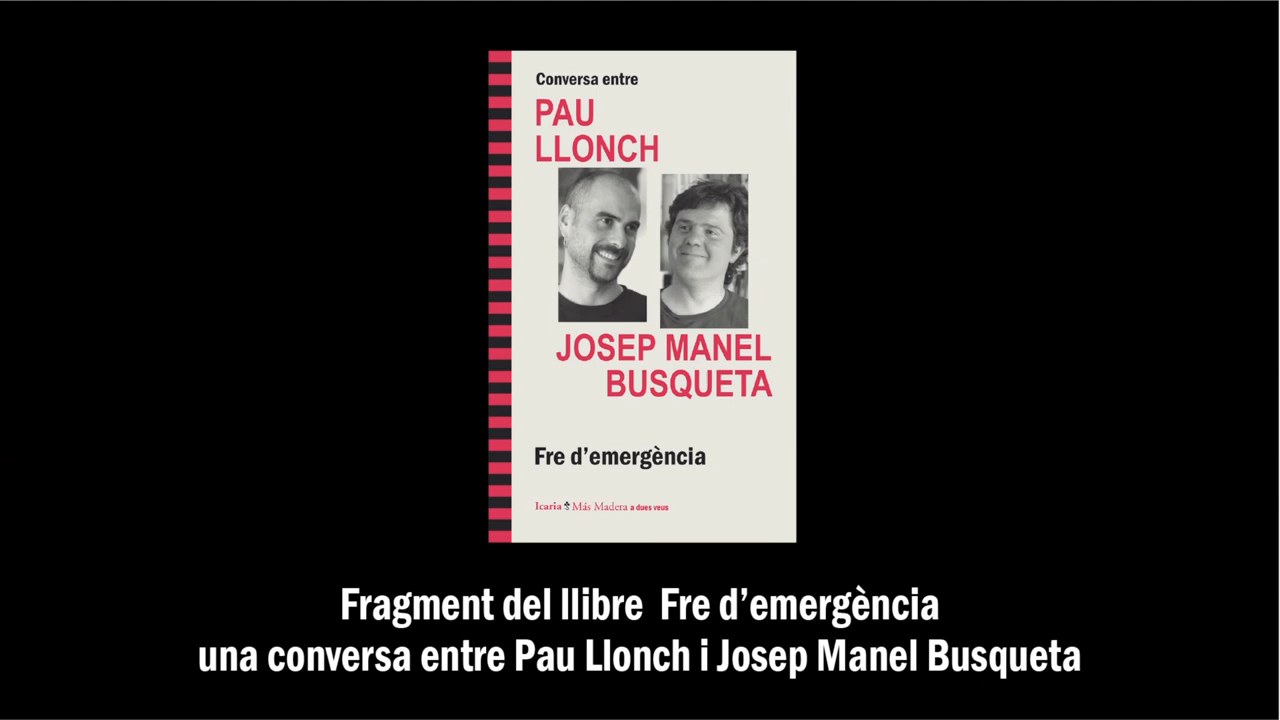 Conversa entre
PAU
LLONCH
JOSEP MANEL
BUSQUETA
Fre d’emergència
Icaria Más Madera a dues veus
Fragment del llibre Fre d’emergència
una conversa entre Pau Llonch i Josep Manel Busqueta